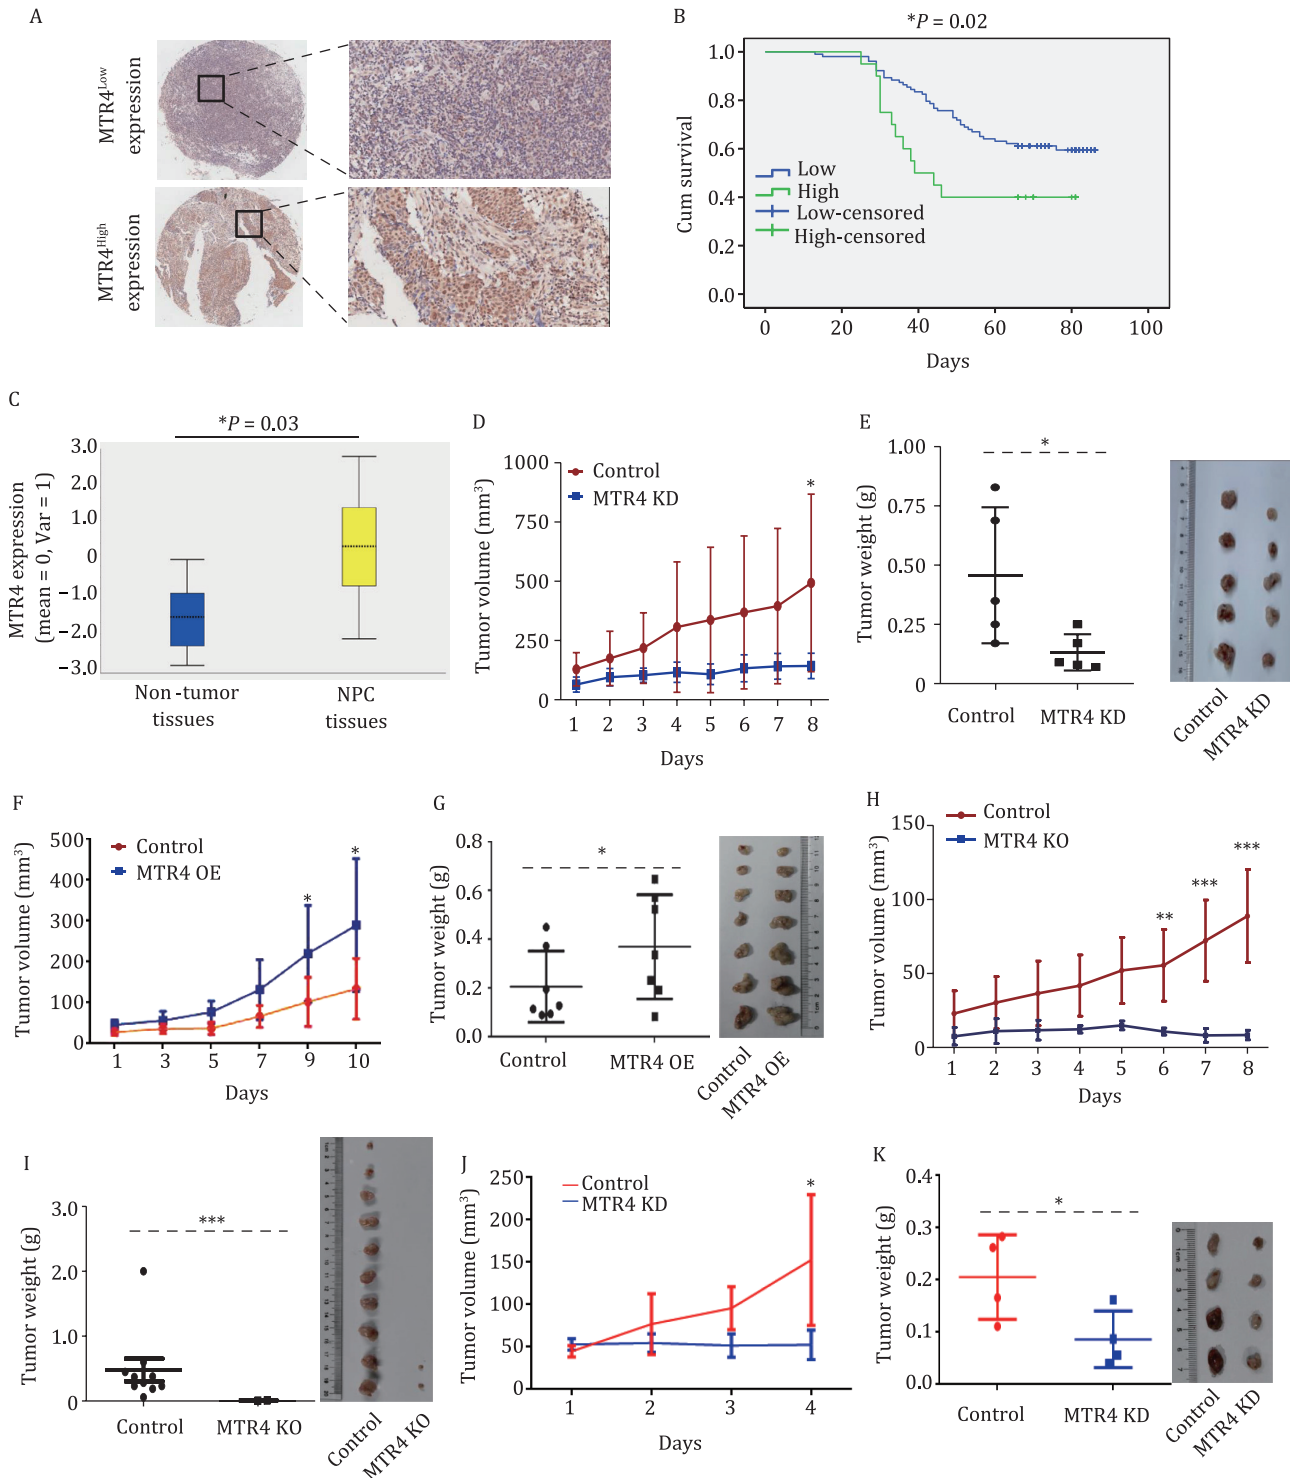 A
MTR4Low
expression
MTR4High
expression
B
*P = 0.02
Cum survival
1.0
0.8
0.6
0.4
0.2
0.0
Low
High
Low-censored
High-censored
0 20 40 60 80 100
Days
C
*P = 0.03
MTR4 expression
(mean = 0, Var = 1)
3.0
2.0
1.0
0
−1.0
−2.0
−3.0
Non-tumor
tissues
NPC
tissues
D
Tumor volume (mm³)
1000
750
500
250
0
Control
MTR4 KD
*
1 2 3 4 5 6 7 8
Days
E
Tumor weight (g)
1.00
0.75
0.50
0.25
0
*
Control MTR4 KD
Control
MTR4 KD
F
Tumor volume (mm³)
500
400
300
200
100
0
Control
MTR4 OE
* *
1 3 5 7 9 10
Days
G
Tumor weight (g)
0.8
0.6
0.4
0.2
0
*
Control MTR4 OE
Control
MTR4 OE
H
Tumor volume (mm³)
150
100
50
0
Control
MTR4 KO
** *** ***
1 2 3 4 5 6 7 8
Days
I
Tumor weight (g)
3.0
2.0
1.0
0
***
Control MTR4 KO
Control
MTR4 KO
J
Tumor volume (mm³)
250
200
150
100
50
0
Control
MTR4 KD
*
1 2 3 4
Days
K
Tumor weight (g)
0.3
0.2
0.1
0.0
*
Control MTR4 KD
Control
MTR4 KD